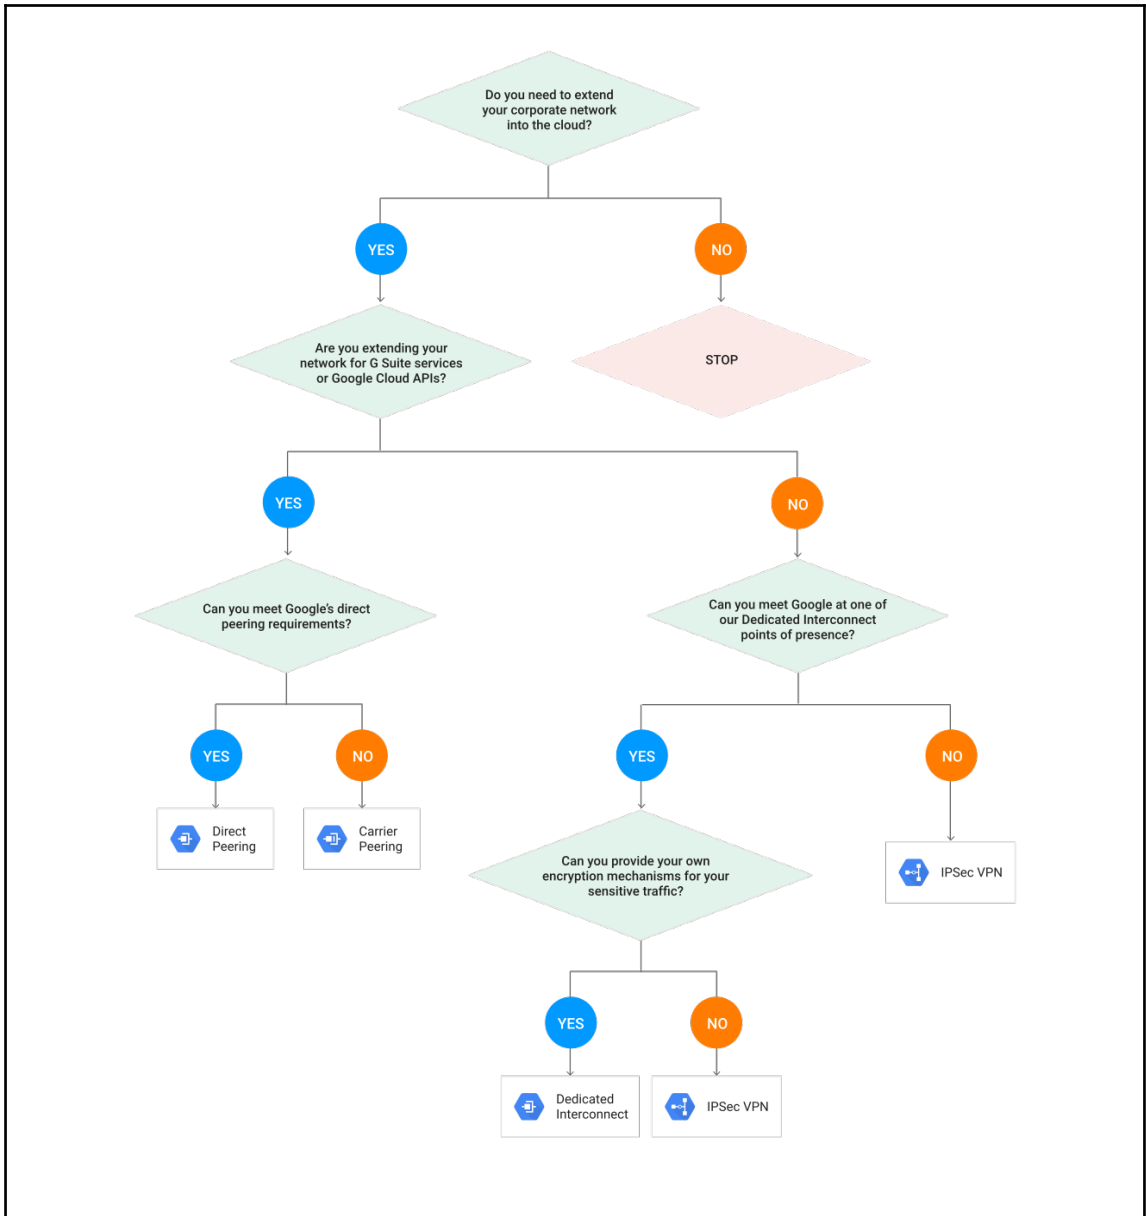 Do you need to extend
your corporate network
into the cloud?
YES
NO
Are you extending your
network for G Suite services
or Google Cloud APIs?
STOP
YES
NO
Can you meet Google's direct
peering requirements?
Can you meet Google at one of
our Dedicated Interconnect
points of presence?
YES
NO
YES
NO
Direct
Peering
Carrier
Peering
Can you provide your own
encryption mechanisms for your
sensitive traffic?
IPSec VPN
YES
NO
Dedicated
Interconnect
IPSec VPN